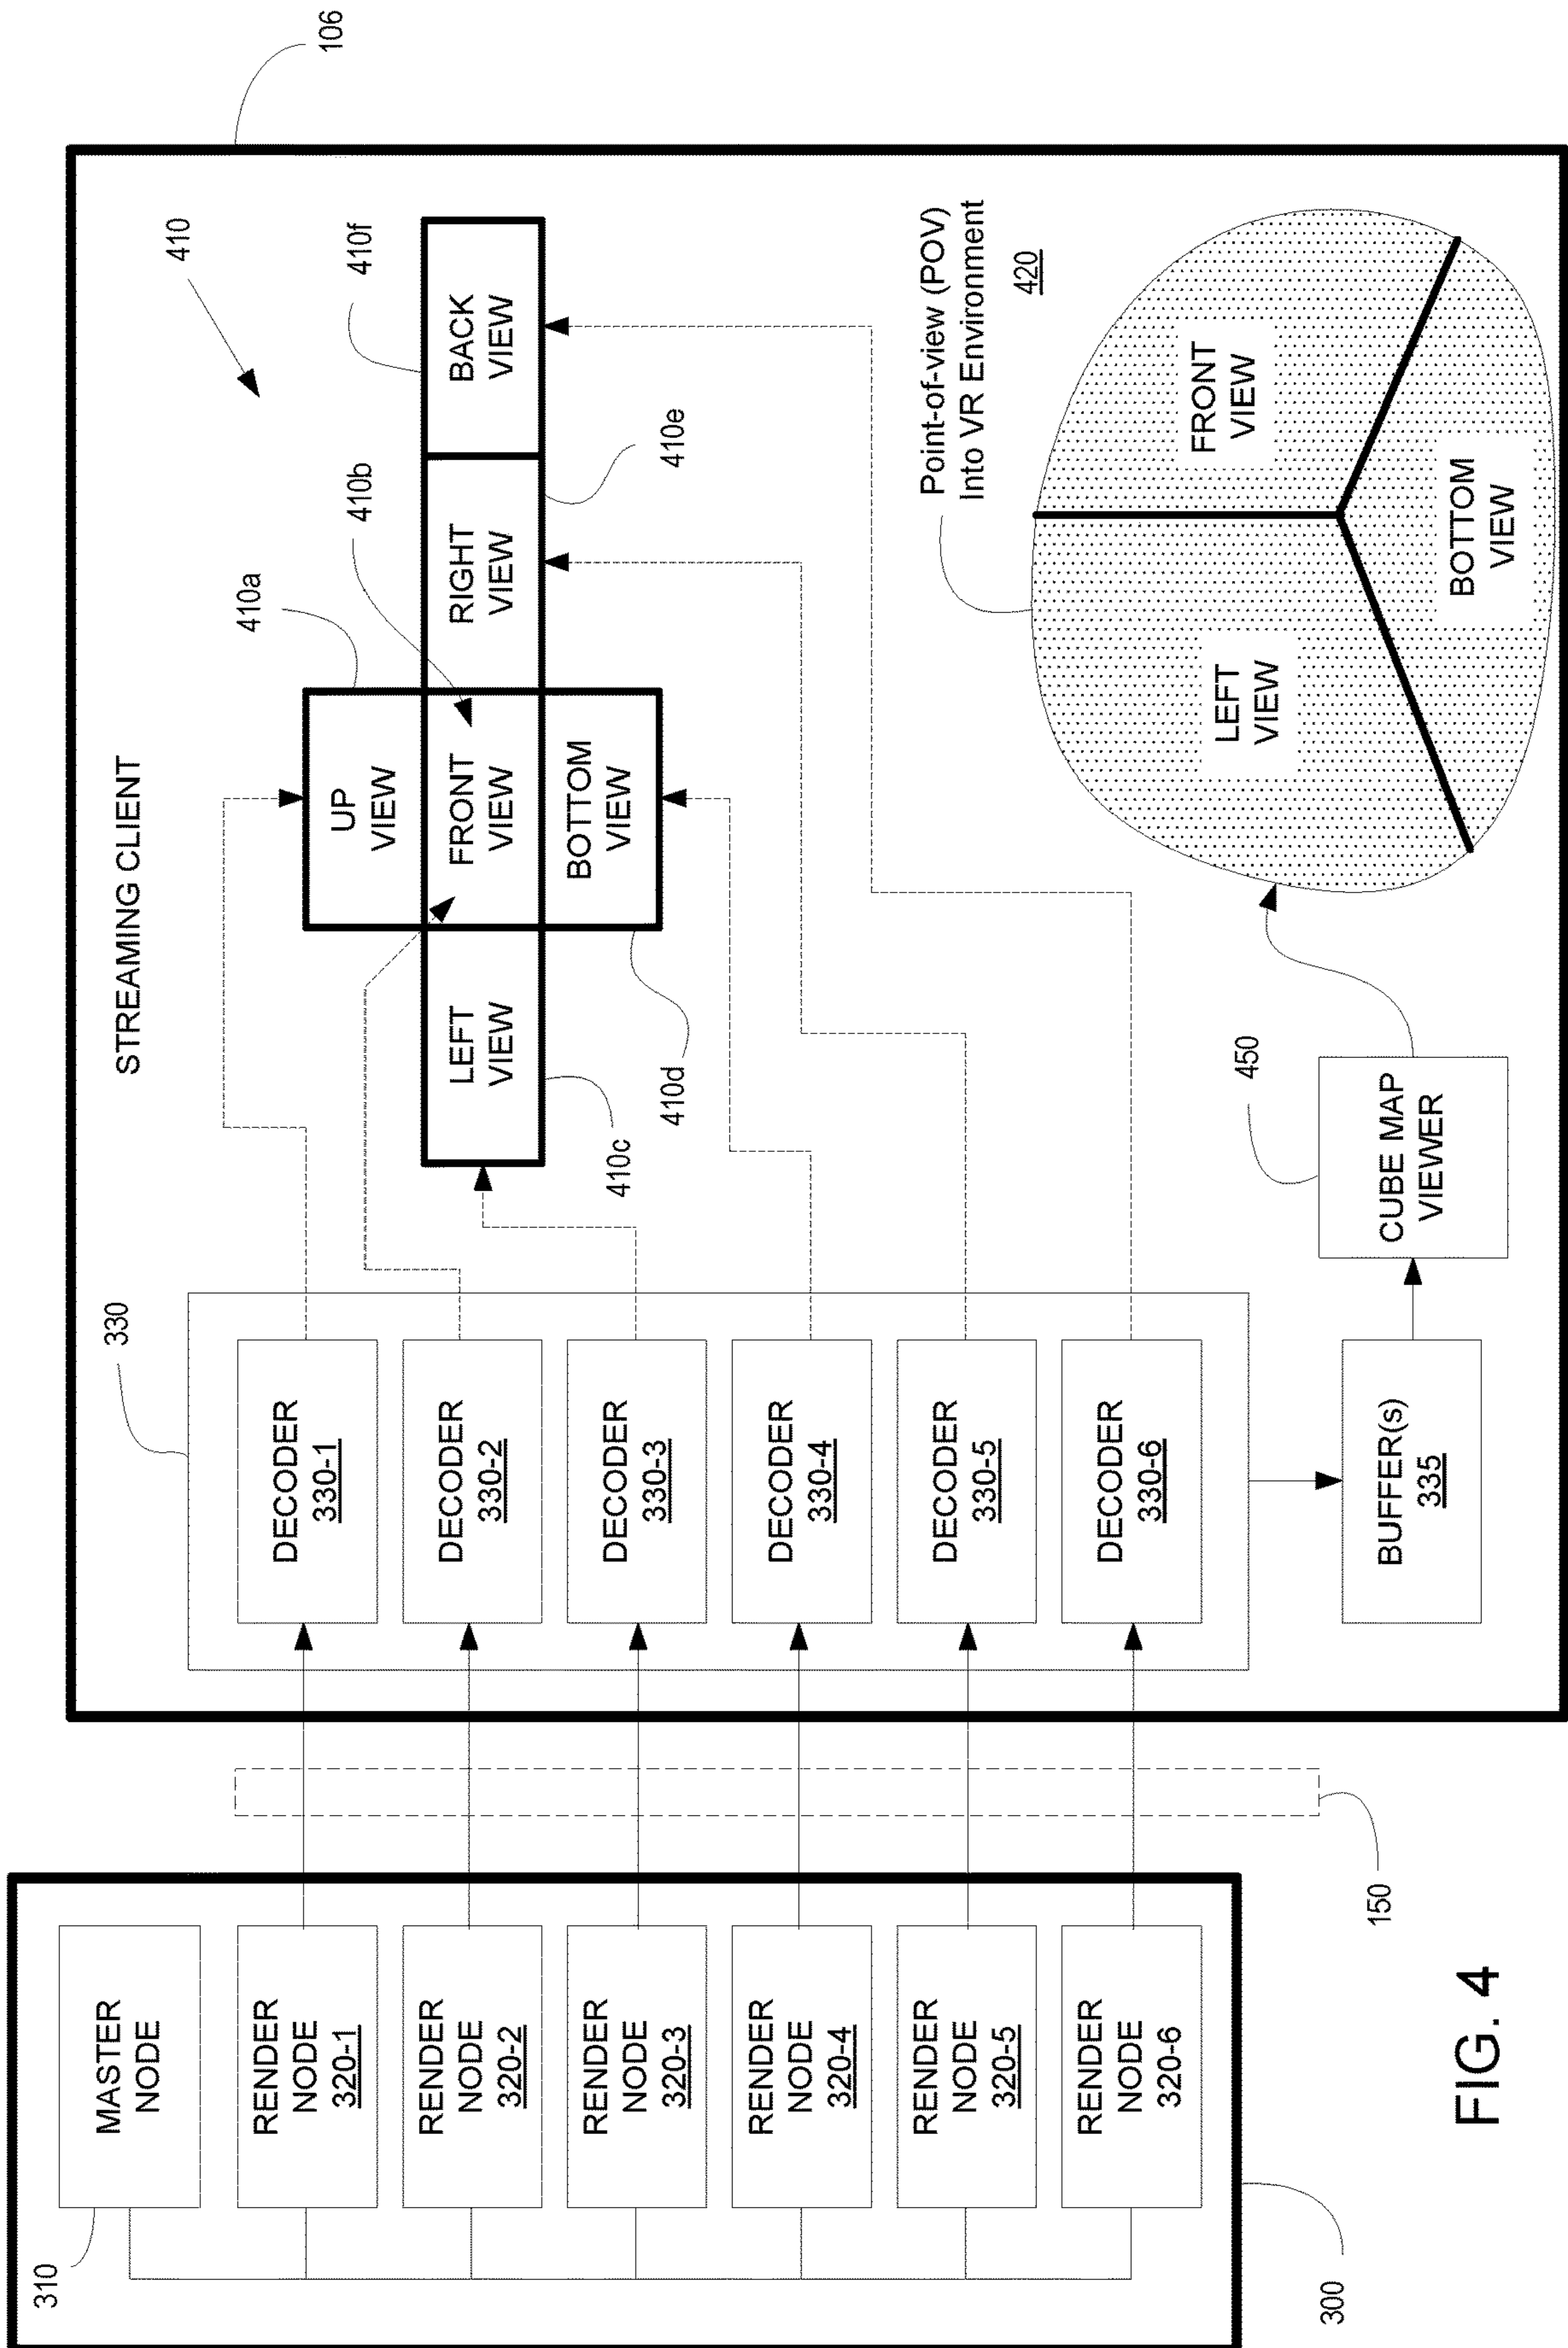 106
STREAMING CLIENT
410
410a
410b
410f
UP
VIEW
LEFT
VIEW
FRONT
VIEW
RIGHT
VIEW
BACK
VIEW
BOTTOM
VIEW
410c
410d
410e
310
MASTER
NODE
330
RENDER
NODE
320-1
DECODER
330-1
RENDER
NODE
320-2
DECODER
330-2
RENDER
NODE
320-3
DECODER
330-3
RENDER
NODE
320-4
DECODER
330-4
RENDER
NODE
320-5
DECODER
330-5
RENDER
NODE
320-6
DECODER
330-6
Point-of-view (POV)
Into VR Environment
420
LEFT
VIEW
FRONT
VIEW
BOTTOM
VIEW
450
CUBE MAP
VIEWER
BUFFER(s)
335
300
150
FIG. 4